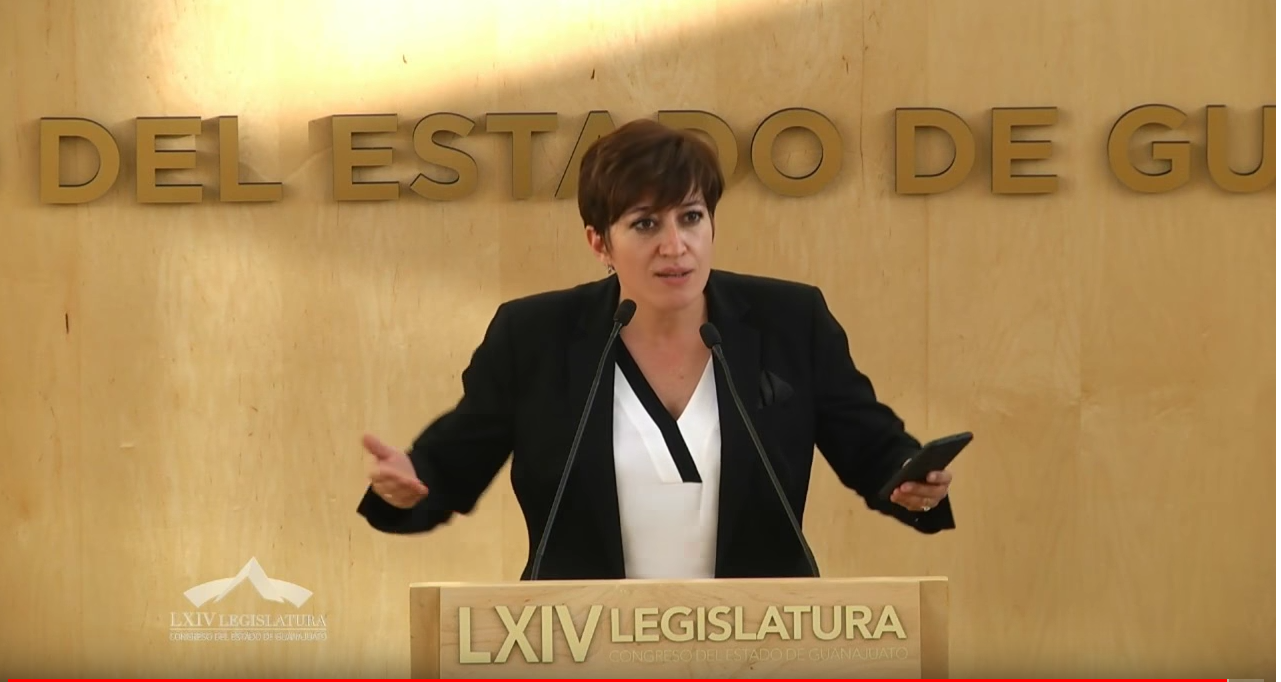 DEL ESTADO DE GU
LXIV LEGISLATURA
CONGRESO DEL ESTADO DE GUANAJUATO
LXIV LEGISLATURA
CONGRESO DEL ESTADO DE GUANAJUATO